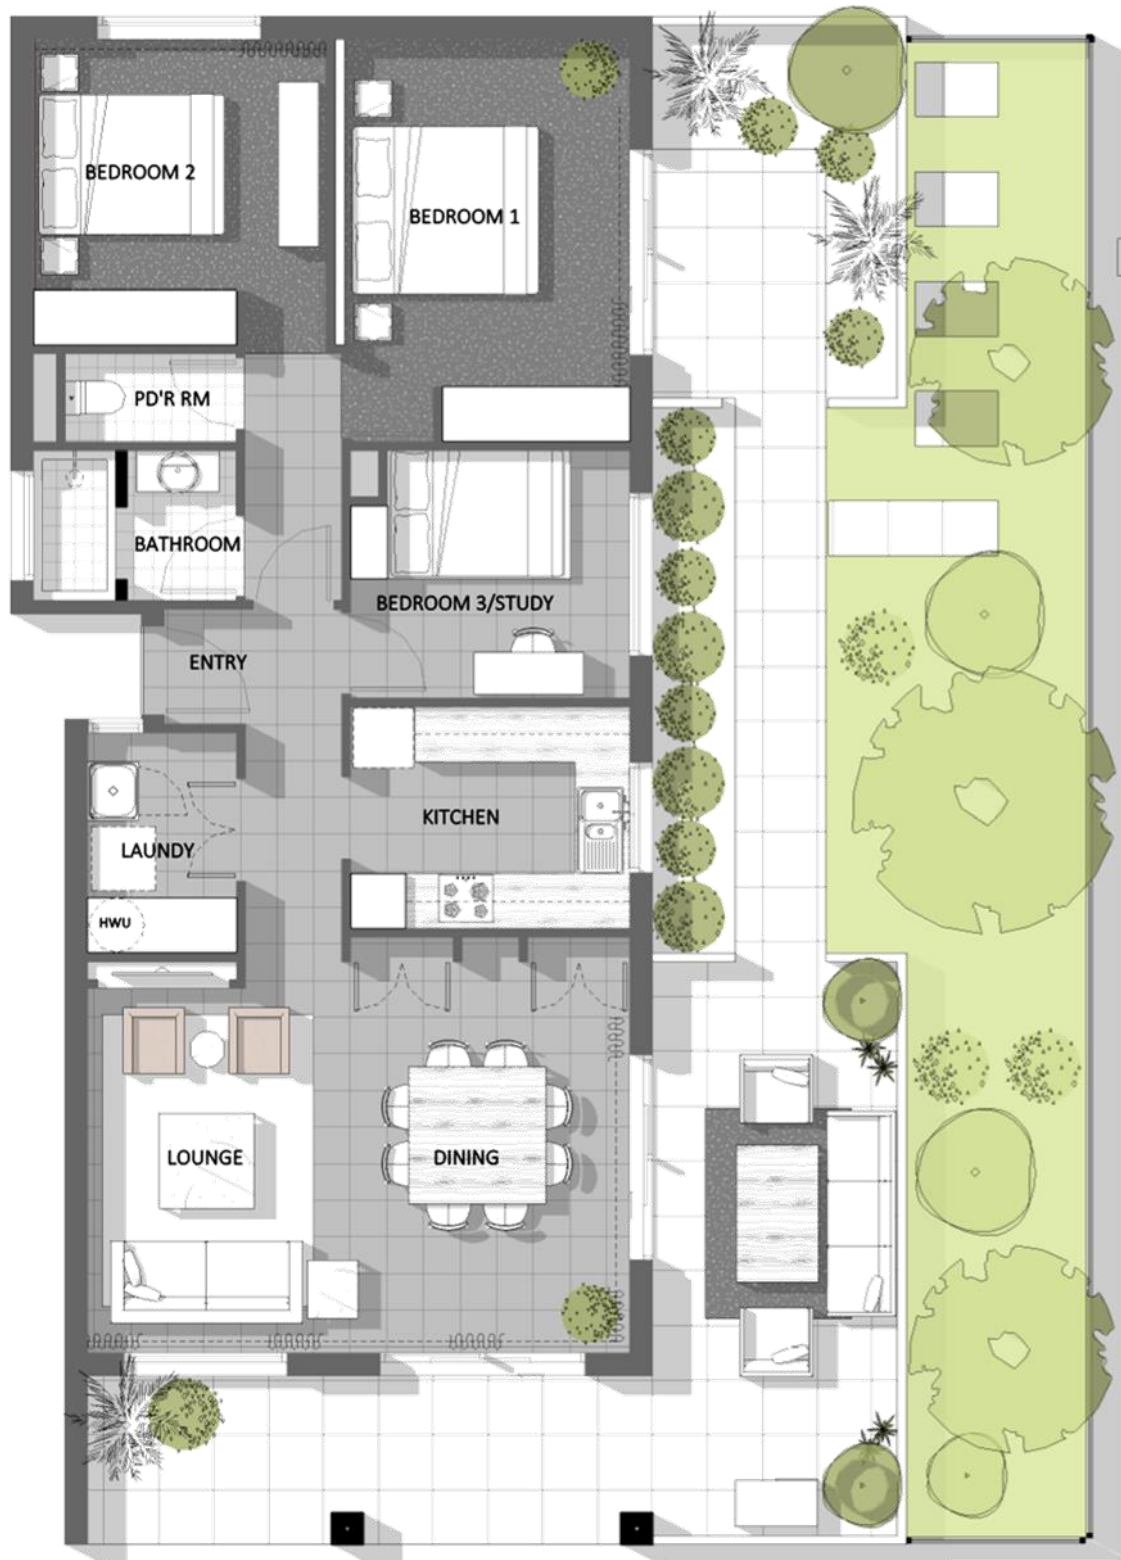 BEDROOM 2
BEDROOM 1
PD'R RM
BATHROOM
BEDROOM 3/STUDY
ENTRY
KITCHEN
LAUNDY
HWU
LOUNGE
DINING